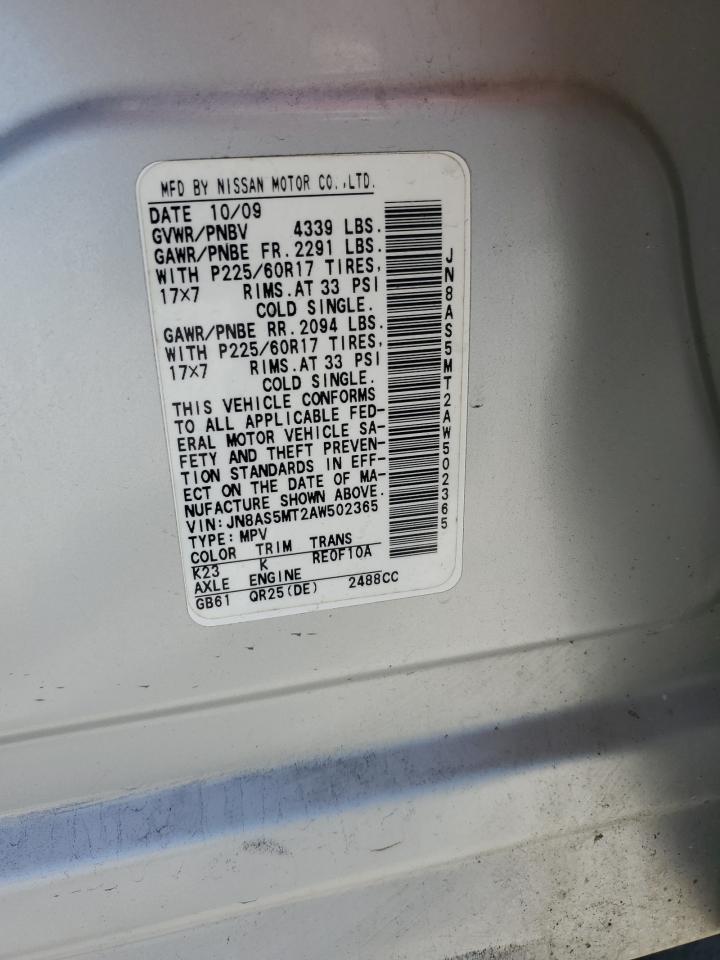 MFD BY NISSAN MOTOR CO.,LTD.
DATE 10/09
GVWR/PNBV 4339 LBS.
GAWR/PNBE FR. 2291 LBS.
WITH P225/60R17 TIRES,
17×7 RIMS. AT 33 PSI
COLD SINGLE.
GAWR/PNBE RR. 2094 LBS.
WITH P225/60R17 TIRES,
17×7 RIMS. AT 33 PSI
COLD SINGLE.
THIS VEHICLE CONFORMS
TO ALL APPLICABLE FED-
ERAL MOTOR VEHICLE SA-
FETY AND THEFT PREVEN-
TION STANDARDS IN EFF-
ECT ON THE DATE OF MA-
NUFACTURE SHOWN ABOVE.
VIN: JN8AS5MT2AW502365
TYPE: MPV
COLOR TRIM TRANS
K23 K RE0F10A
AXLE ENGINE
GB61 QR25(DE) 2488CC
JN8AS5MT2AW502365